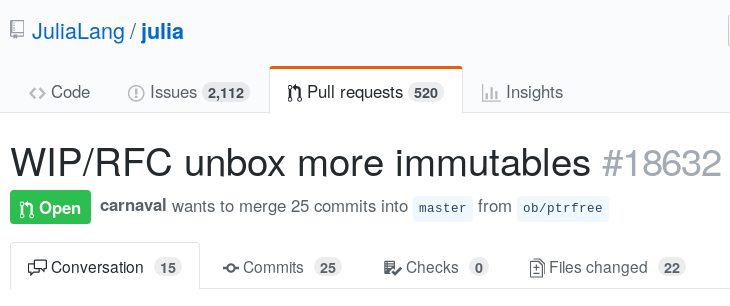 JuliaLang / julia
Code Issues 2,112 Pull requests 520 Insights
WIP/RFC unbox more immutables #18632
Open carnaval wants to merge 25 commits into master from ob/ptrfree
Conversation 15 Commits 25 Checks 0 Files changed 22